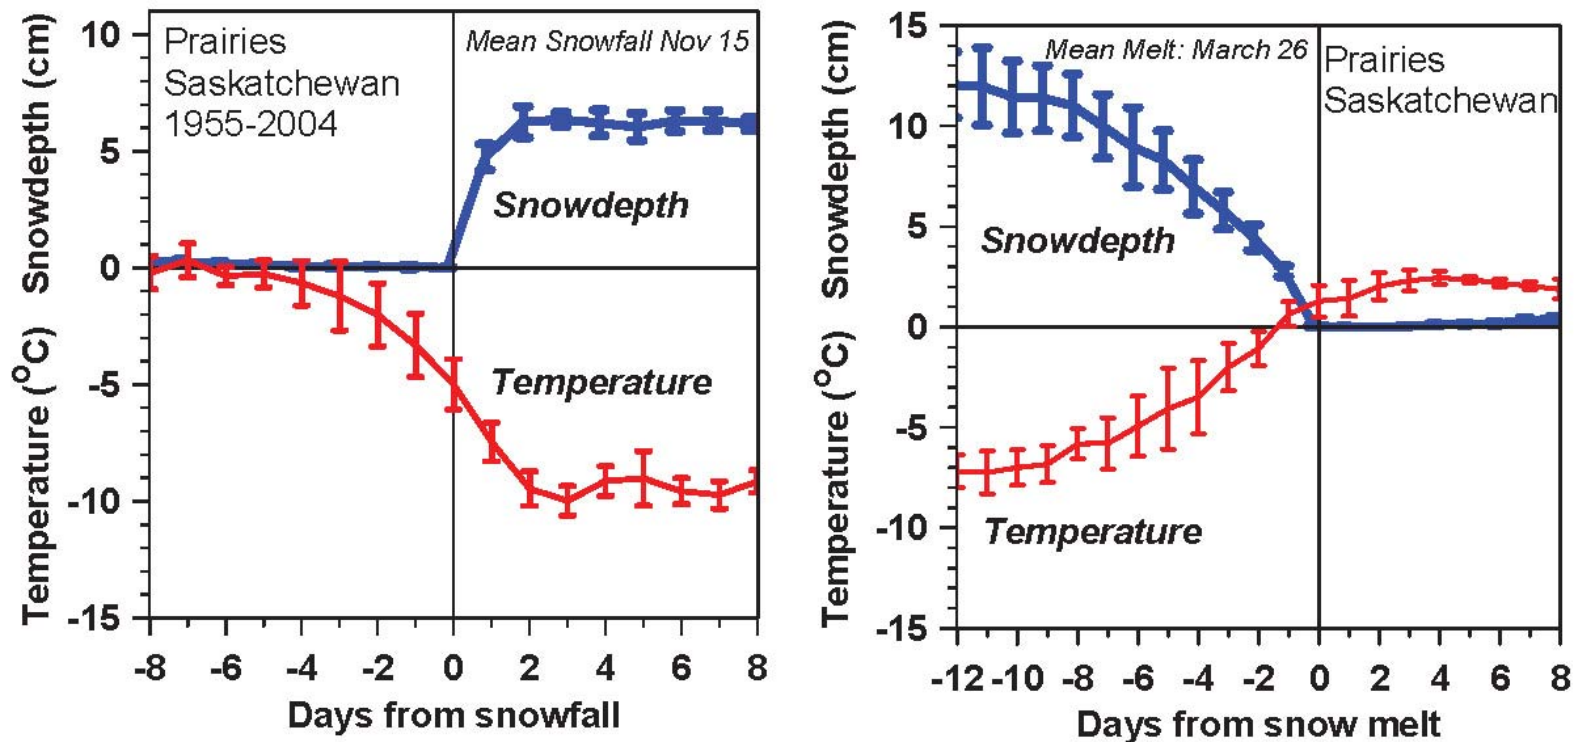 Snowdepth (cm)
Temperature (°C)
10
5
0
-5
-10
-15
Prairies
Saskatchewan
1955-2004
Mean Snowfall Nov 15
Snowdepth
Temperature
-8 -6 -4 -2 0 2 4 6 8
Days from snowfall
Snowdepth (cm)
Temperature (°C)
15
10
5
0
-5
-10
-15
Mean Melt: March 26
Prairies
Saskatchewan
Snowdepth
Temperature
-12 -10 -8 -6 -4 -2 0 2 4 6 8
Days from snow melt